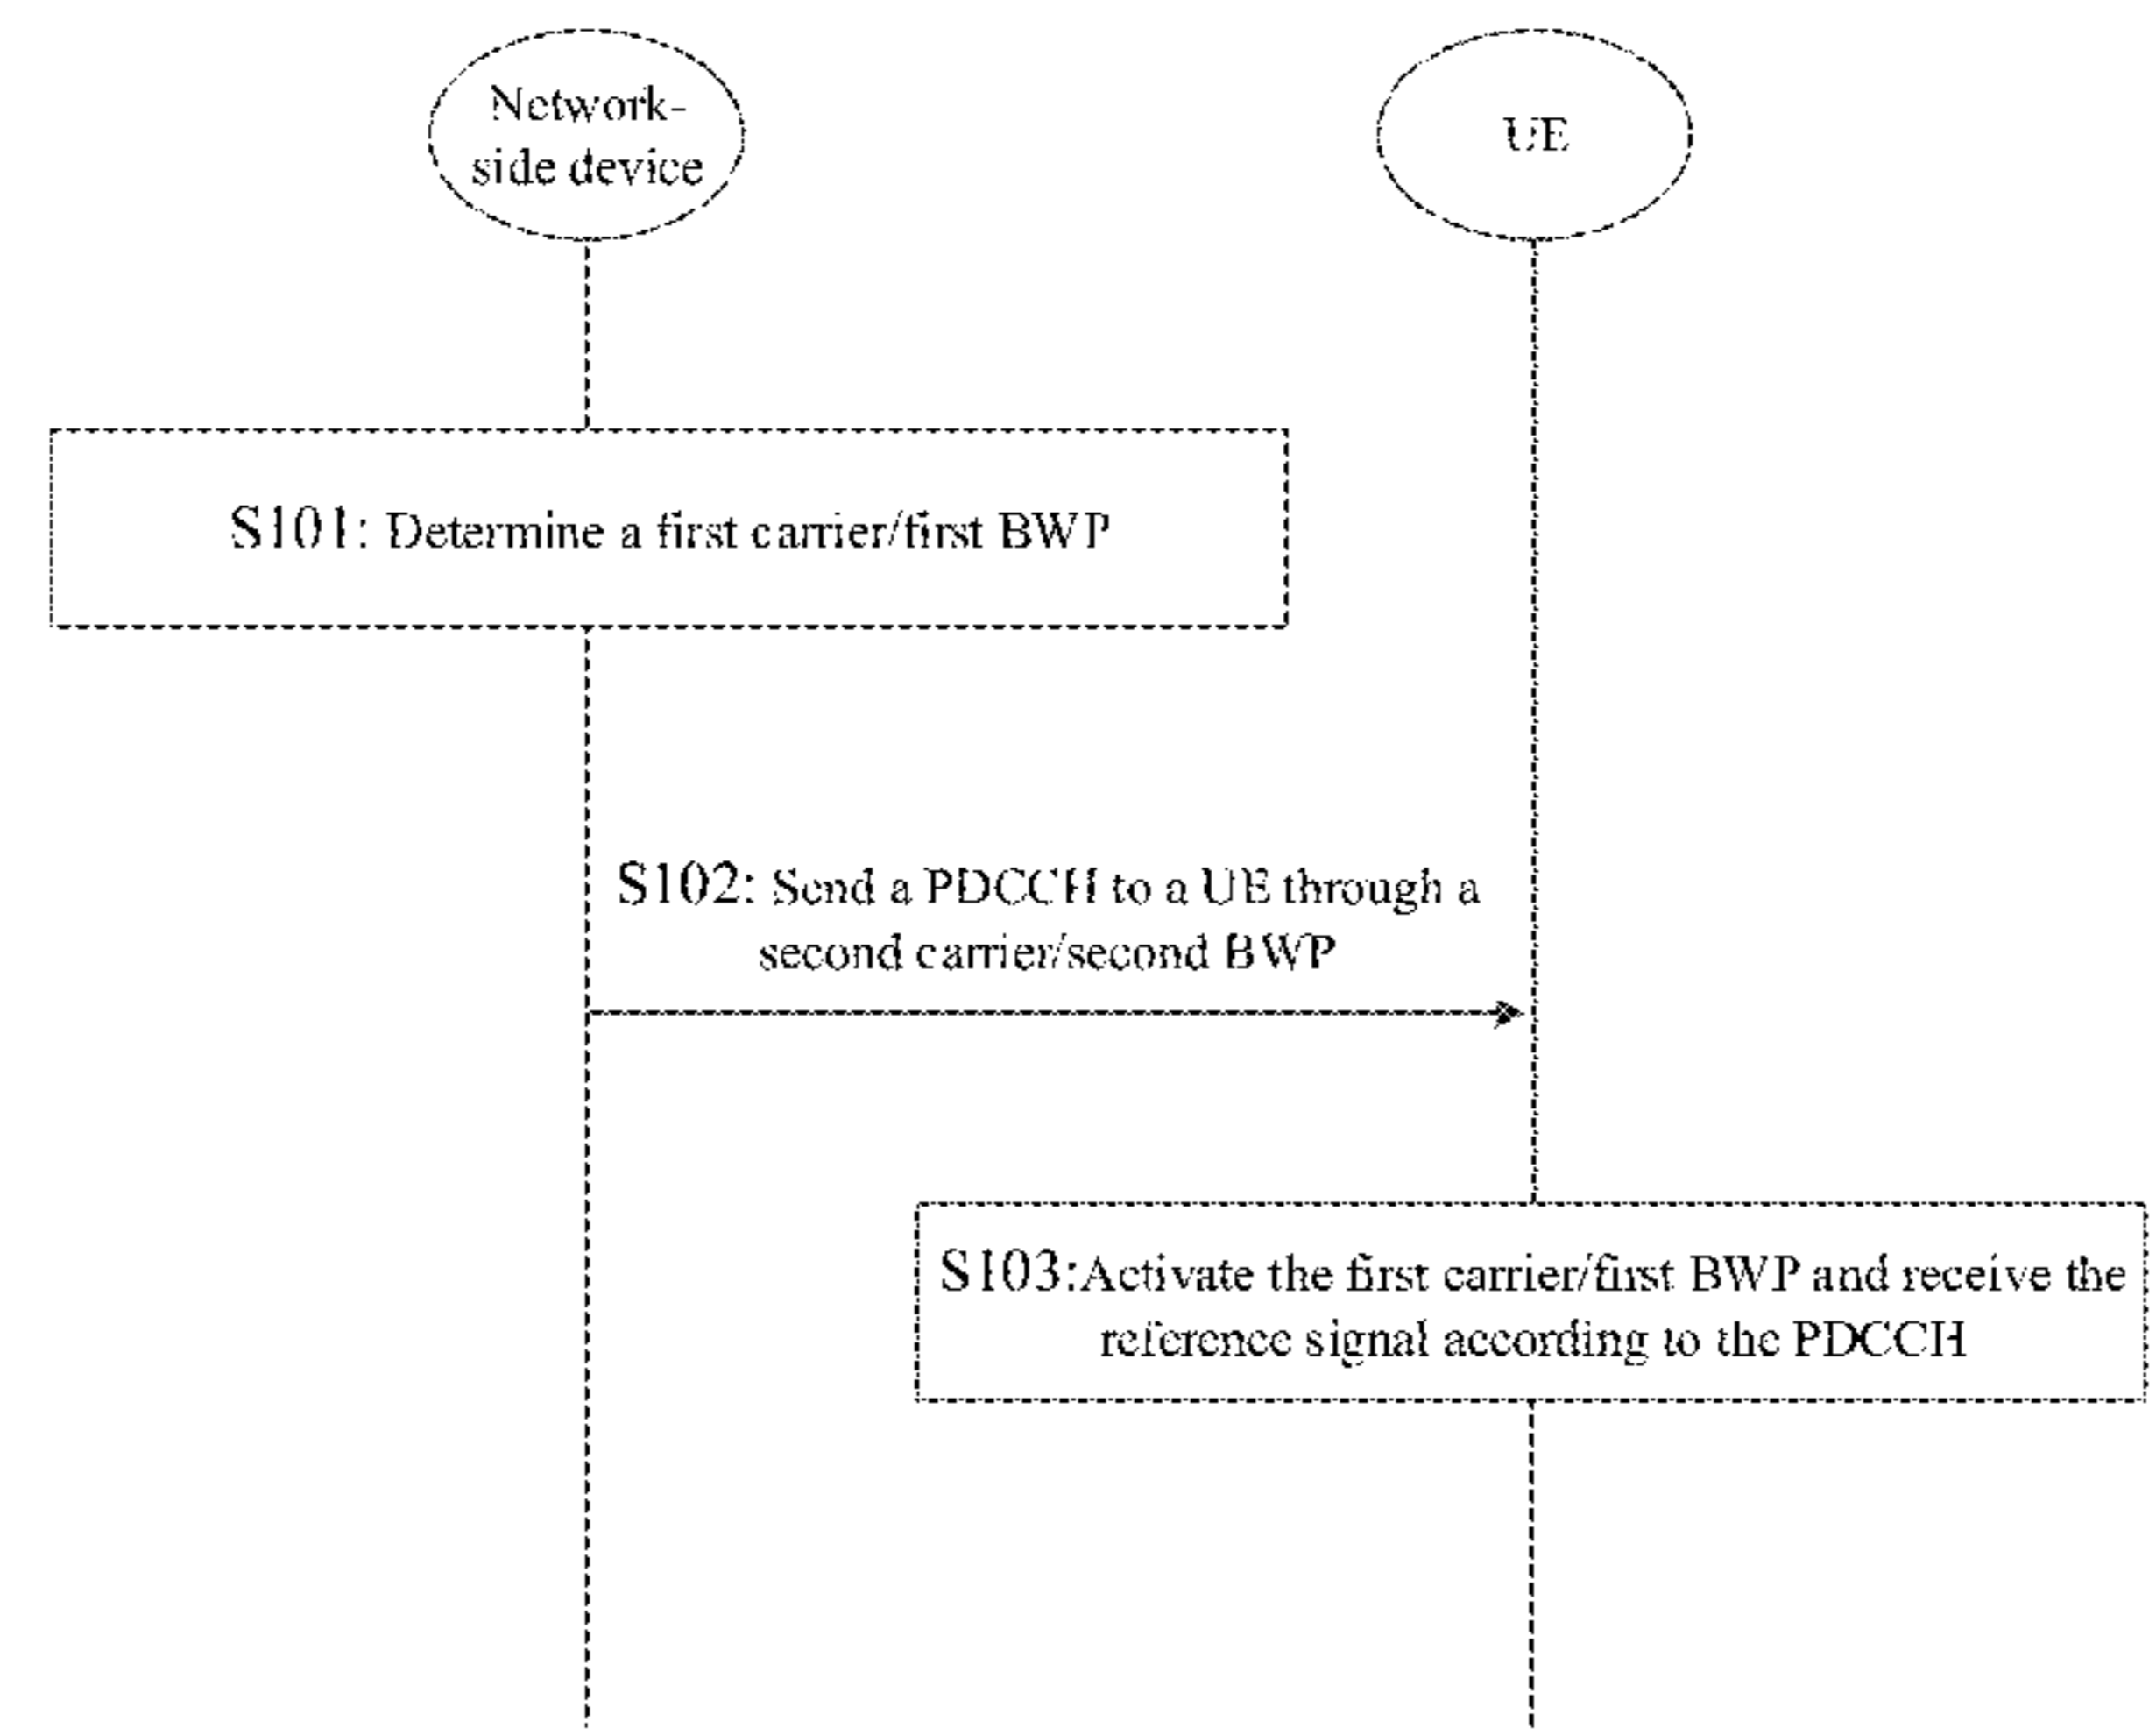 Network-
side device
UE
S101: Determine a first carrier/first BWP
S102: Send a PDCCH to a UE through a
second carrier/second BWP
S103:Activate the first carrier/first BWP and receive the
reference signal according to the PDCCH